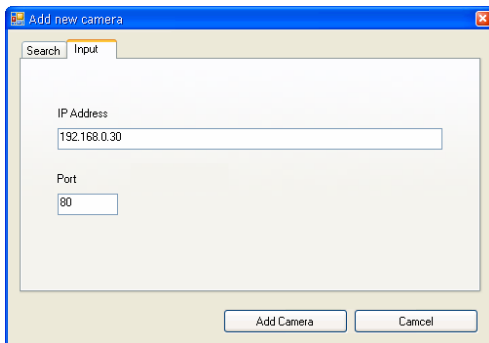 Add new camera
Search Input
IP Address
192.168.0.30
Port
80
Add Camera Camcel